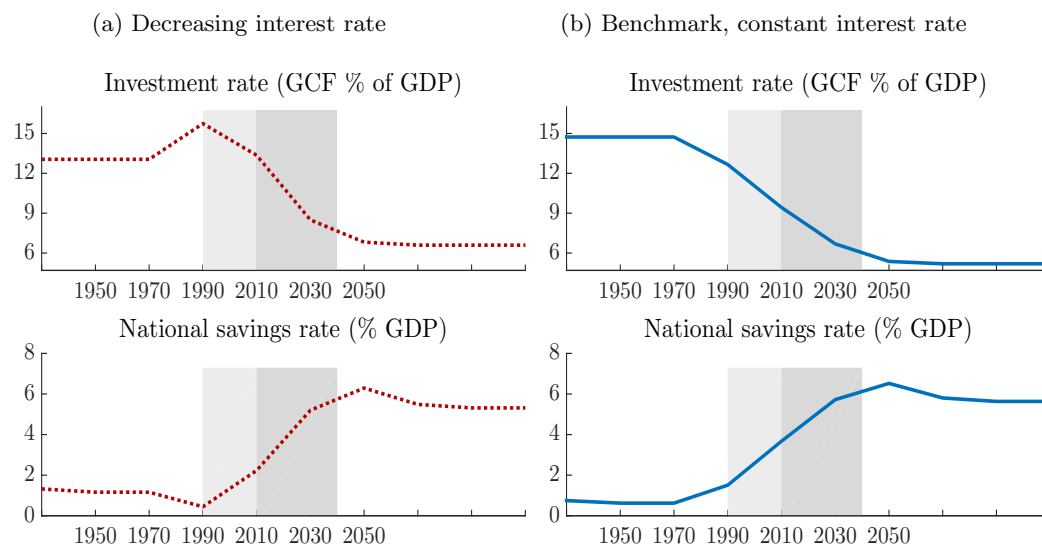 (a) Decreasing interest rate
(b) Benchmark, constant interest rate
Investment rate (GCF % of GDP)
15
12
9
6
1950 1970 1990 2010 2030 2050
Investment rate (GCF % of GDP)
15
12
9
6
1950 1970 1990 2010 2030 2050
National savings rate (% GDP)
8
6
4
2
0
1950 1970 1990 2010 2030 2050
National savings rate (% GDP)
8
6
4
2
0
1950 1970 1990 2010 2030 2050